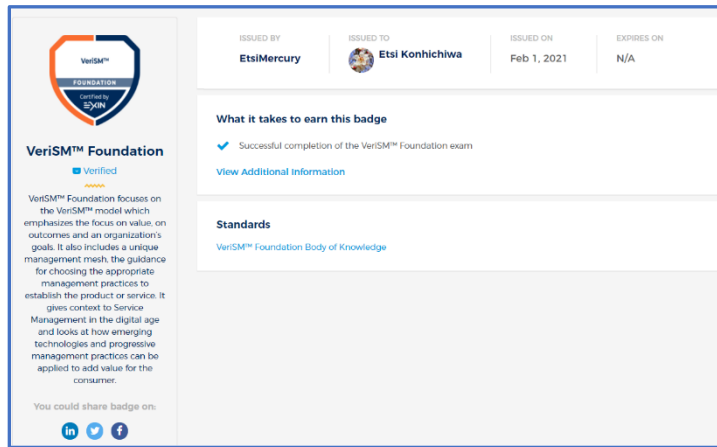 VeriSM™
FOUNDATION
Certified by
EXIN
VeriSM™ Foundation
Verified
VeriSM™ Foundation focuses on
the VeriSM™ model which
emphasizes the focus on value, on
outcomes and an organization's
goals. It also includes a unique
management mesh, the guidance
for choosing the appropriate
management practices to
establish the product or service. It
gives context to Service
Management in the digital age
and looks at how emerging
technologies and progressive
management practices can be
applied to add value for the
consumer.
You could share badge on:
ISSUED BY
EtsiMercury
ISSUED TO
Etsi Konhichiwa
ISSUED ON
Feb 1, 2021
EXPIRES ON
N/A
What it takes to earn this badge
Successful completion of the VeriSM™ Foundation exam
View Additional Information
Standards
VeriSM™ Foundation Body of Knowledge